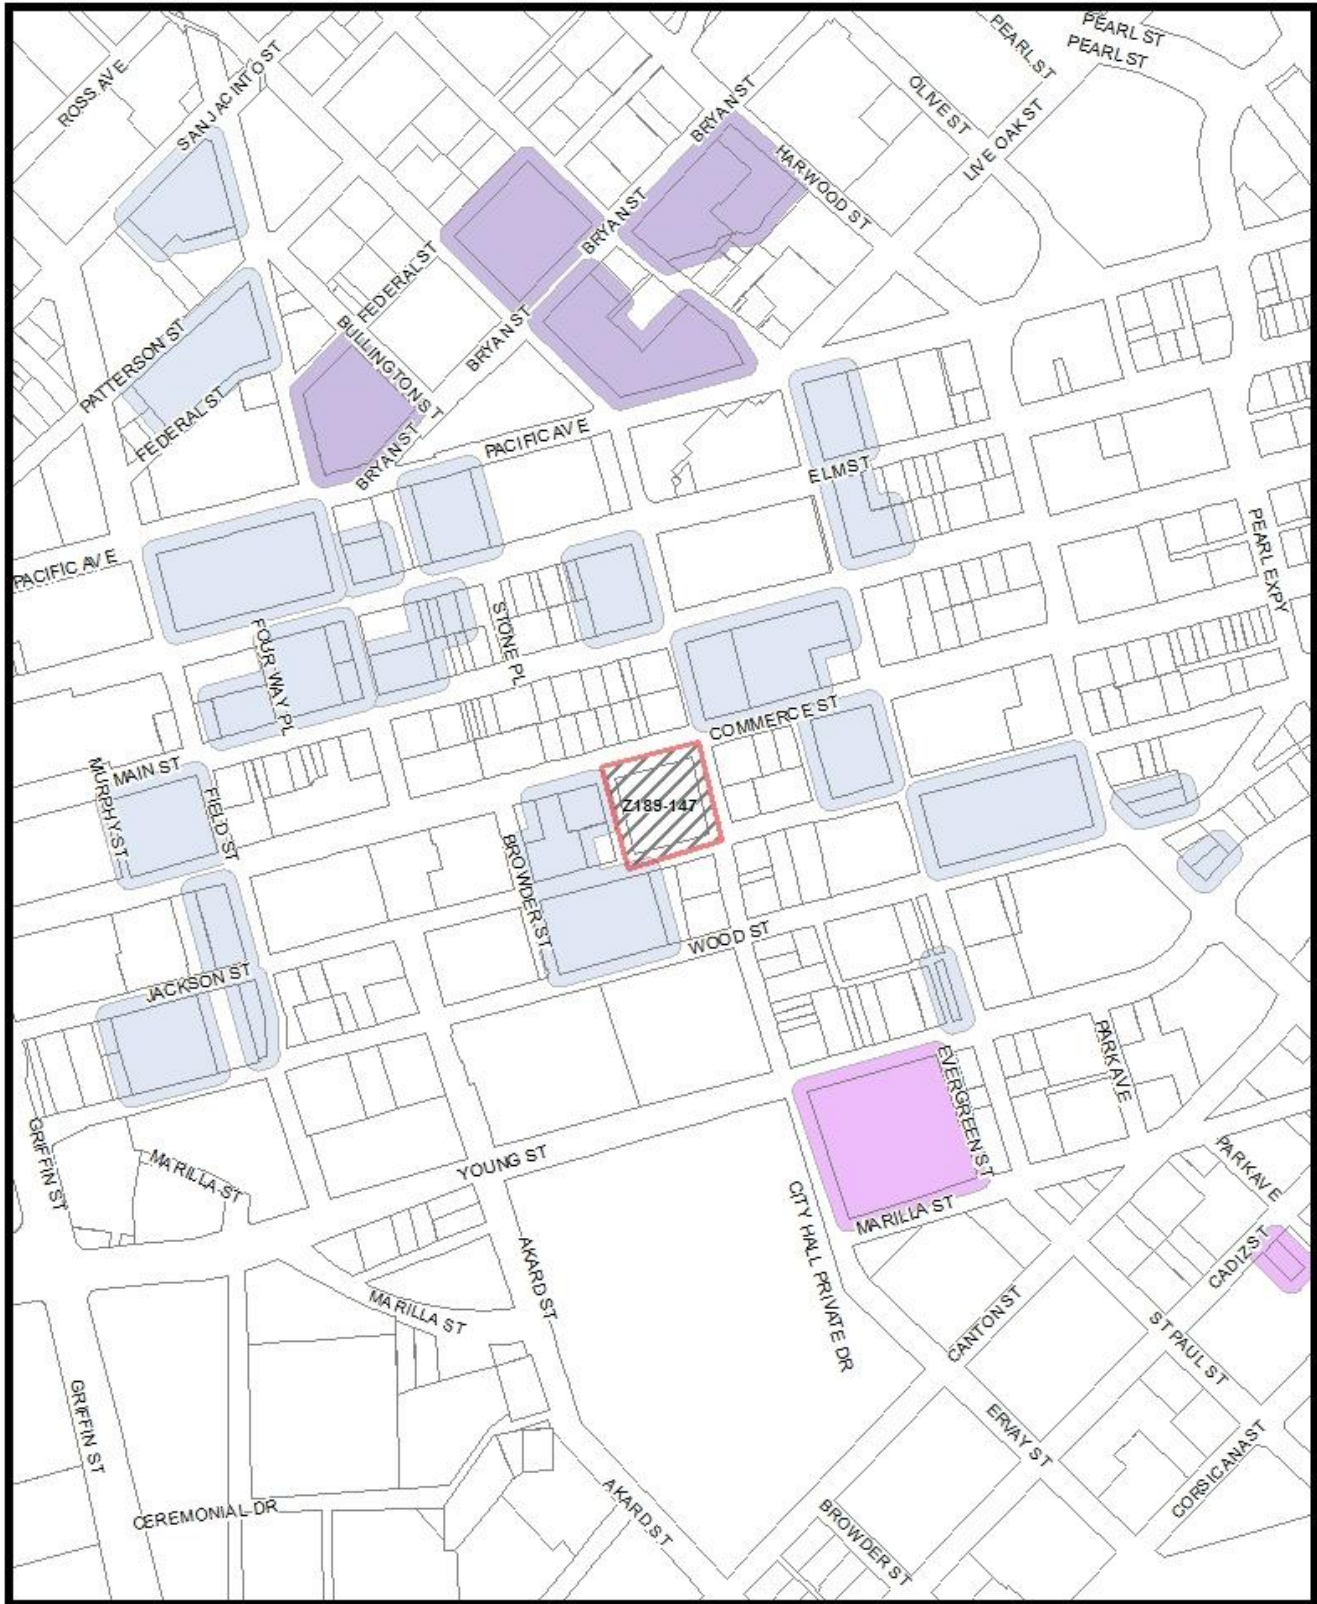 PEARL ST
PEARL ST
PEARL ST
ROSS AVE
SAN JACINTO ST
OLIVE ST
BRYAN ST
LIVE OAK ST
HARWOOD ST
BRYAN ST
FEDERAL ST
BULLINGTON ST
BRYAN ST
PATTERSON ST
FEDERAL ST
BRYAN ST
PACIFIC AVE
ELM ST
PEARL EXPY
PACIFIC AVE
STONE PL
FOUR WAY PL
COMMERCE ST
MAIN ST
MURPHY ST
FIELD ST
Z189-147
BROWDER ST
WOOD ST
JACKSON ST
PARK AVE
EVERGREEN ST
GRIFFIN ST
MARILLA ST
YOUNG ST
PARK AVE
CITY HALL PRIVATE DR
MARILLA ST
CADIZ ST
AKARD ST
MARILLA ST
CANTON ST
ST PAUL ST
GRIFFIN ST
ERVAY ST
CORSICANA ST
CEREMONIAL DR
AKARD ST
BROWDER ST